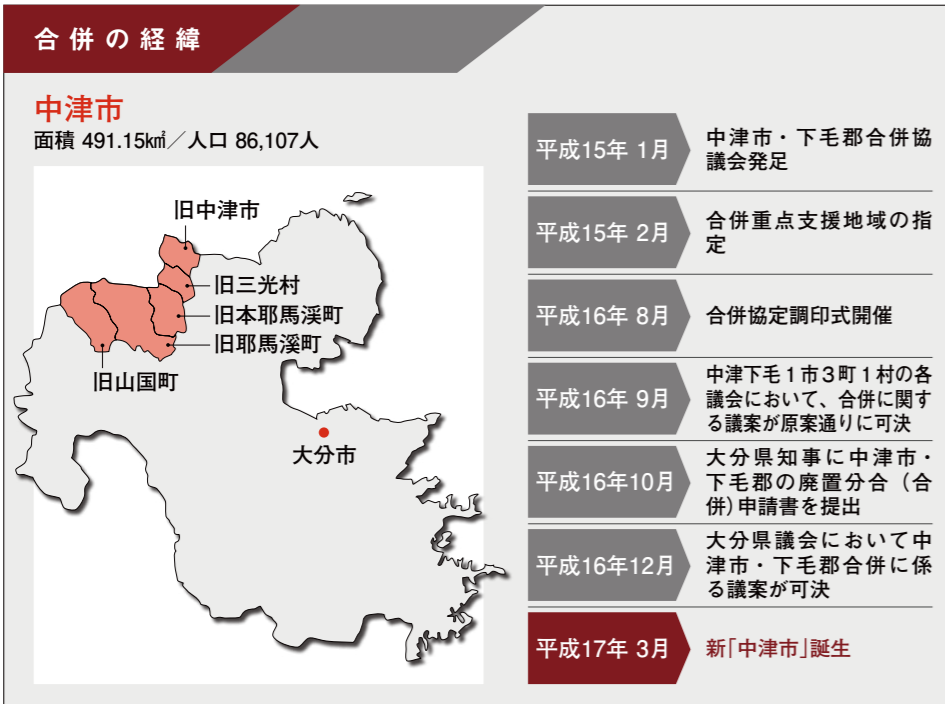 合併の経緯
中津市
面積 491.15㎢／人口 86,107人
旧中津市
旧三光村
旧本耶馬渓町
旧耶馬渓町
旧山国町
大分市
平成15年 1月
中津市・下毛郡合併協
議会発足
平成15年 2月
合併重点支援地域の指
定
平成16年 8月
合併協定調印式開催
平成16年 9月
中津下毛1市3町1村の各
議会において、合併に関す
る議案が原案通りに可決
平成16年10月
大分県知事に中津市・
下毛郡の廃置分合（合
併）申請書を提出
平成16年12月
大分県議会において中
津市・下毛郡合併に係
る議案が可決
平成17年 3月
新「中津市」誕生